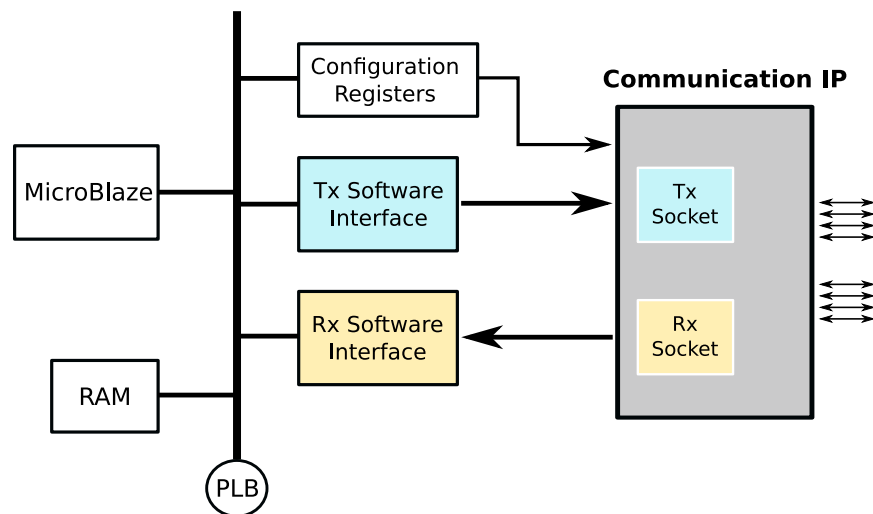 Configuration
Registers
Communication IP
MicroBlaze
Tx Software
Interface
Tx
Socket
Rx Software
Interface
Rx
Socket
RAM
PLB